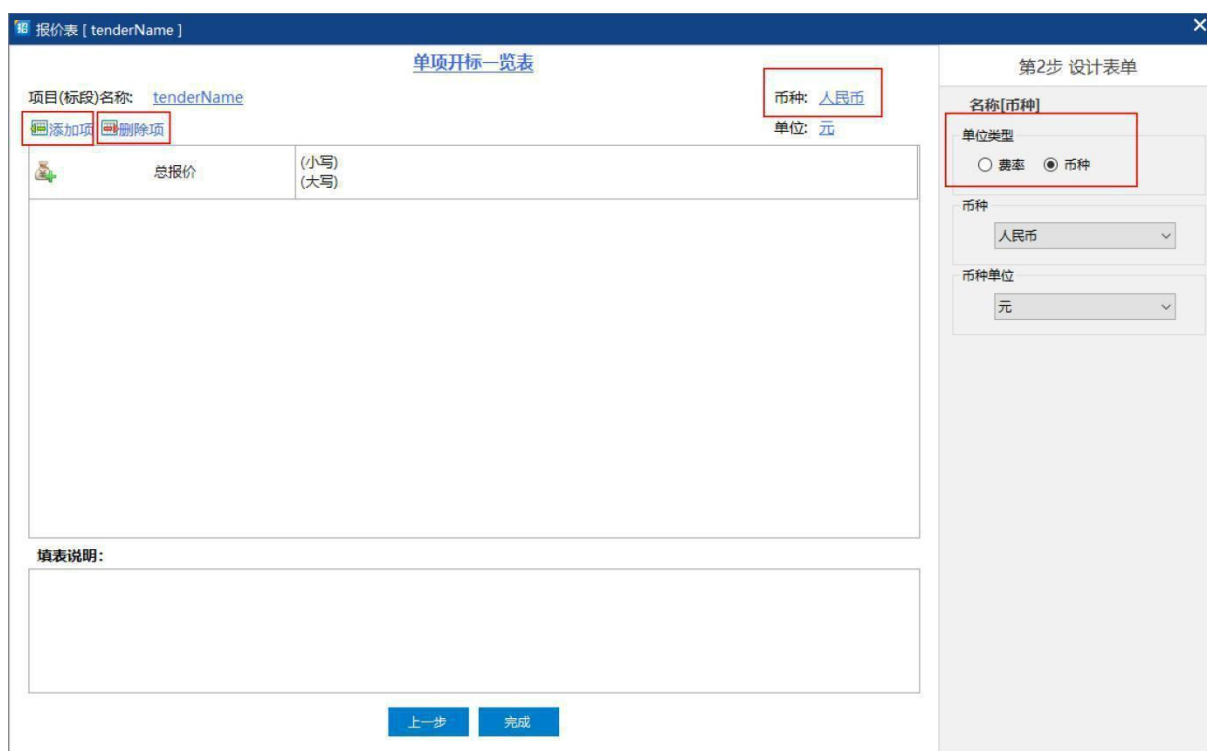 招 报价表 [ tenderName ]
单项开标一览表
第2步 设计表单
项目(标段)名称: tenderName
币种: 人民币
添加项 删除项
单位: 元
总报价
(小写)
(大写)
填表说明：
上一步 完成
名称[币种]
单位类型
费率 币种
币种
人民币
币种单位
元